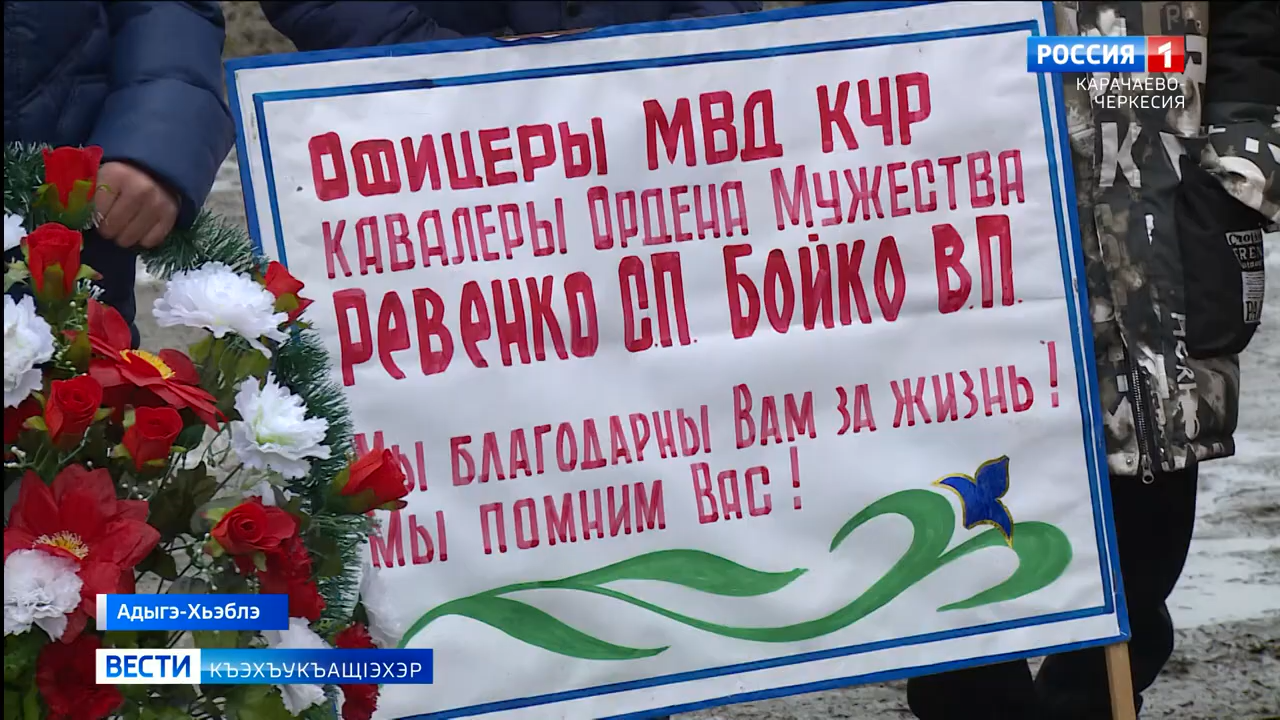 РОССИЯ 1
КАРАЧАЕВО-
ЧЕРКЕСИЯ
Офицеры МВД КЧР
кавалеры Ордена Мужества
Ревенко С.П. Бойко В.П.
Мы благодарны Вам за жизнь!
Мы помним Вас!
Адыгэ-Хьэблэ
ВЕСТИ КЪЭХЪУКЪАЩIЭХЭР